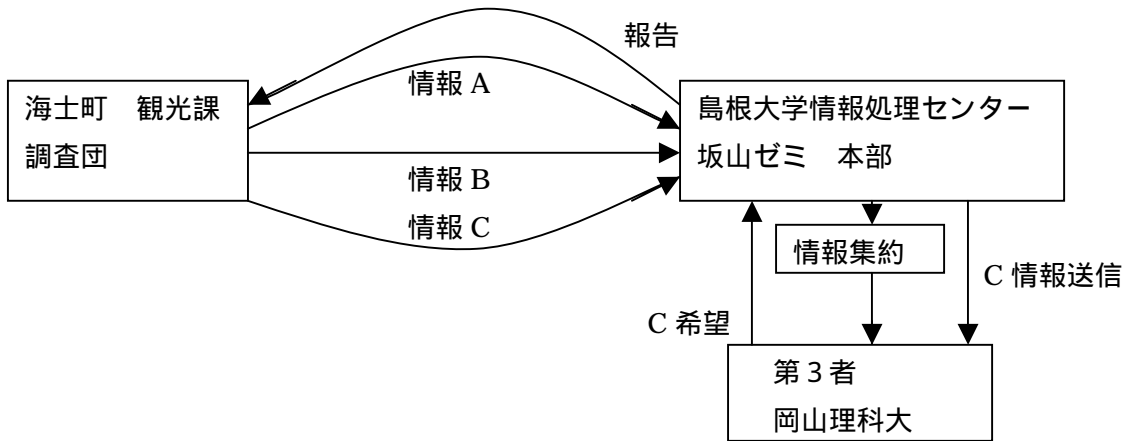 報告
情報 A
海士町　観光課
調査団
島根大学情報処理センター
坂山ゼミ　本部
情報 B
情報 C
情報集約
C 情報送信
C 希望
第３者
岡山理科大